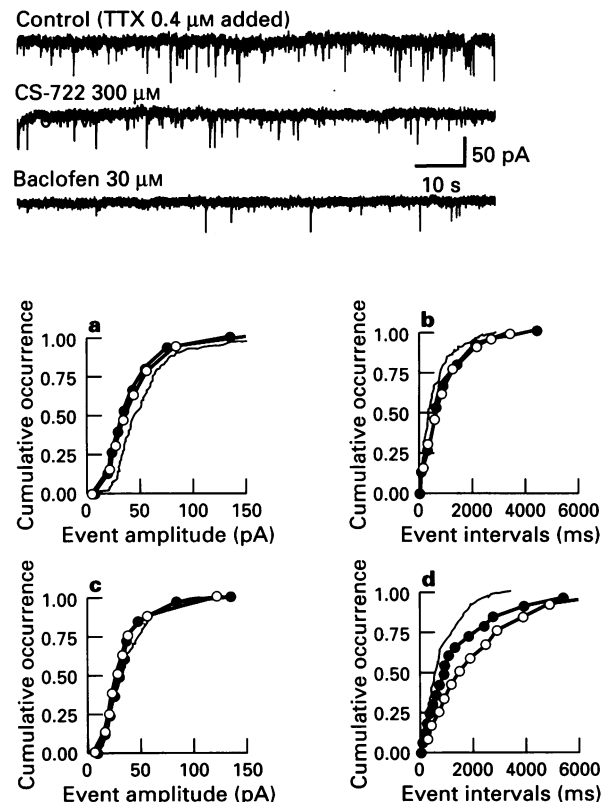 Control (TTX 0.4 μM added)
CS-722 300 μM
50 pA
10 s
Baclofen 30 μM
a
Cumulative occurrence
1.00
0.75
0.50
0.25
0.00
0 50 100 150
Event amplitude (pA)
b
Cumulative occurrence
1.00
0.75
0.50
0.25
0.00
0 2000 4000 6000
Event intervals (ms)
c
Cumulative occurrence
1.00
0.75
0.50
0.25
0.00
0 50 100 150
Event amplitude (pA)
d
Cumulative occurrence
1.00
0.75
0.50
0.25
0.00
0 2000 4000 6000
Event intervals (ms)